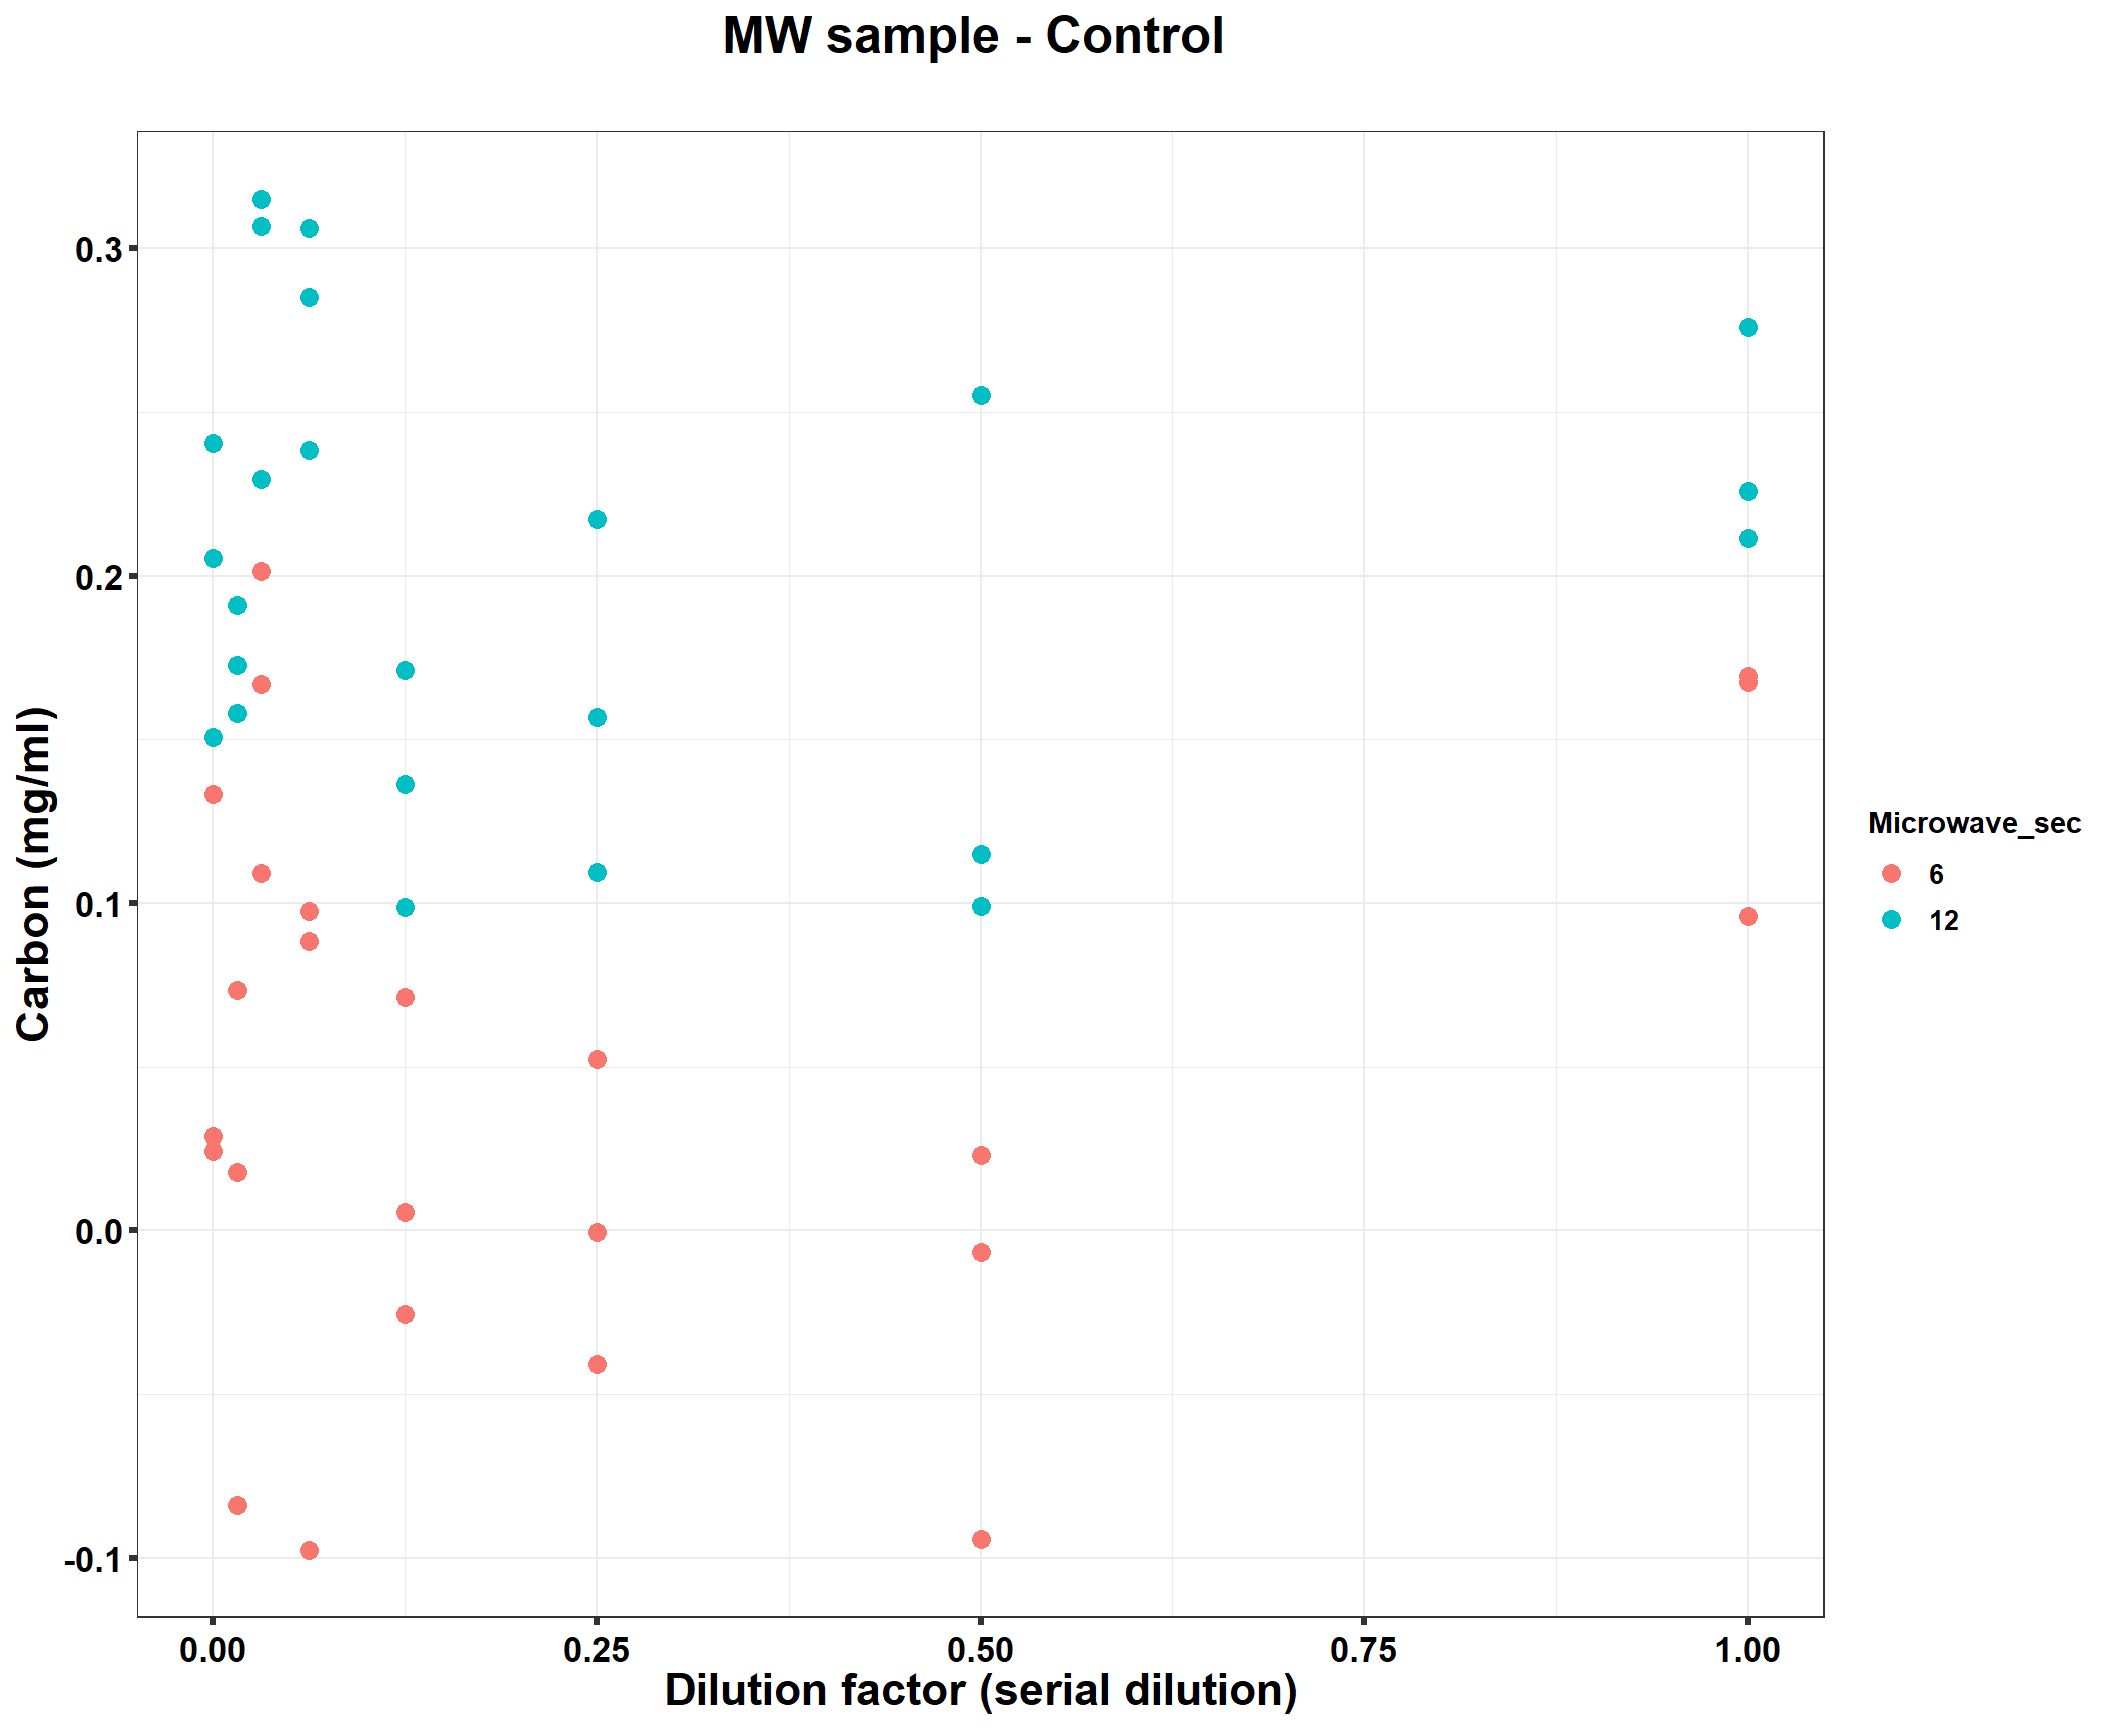 MW sample - Control
Carbon (mg/ml)
0.3
0.2
0.1
0.0
-0.1
0.00 0.25 0.50 0.75 1.00
Dilution factor (serial dilution)
Microwave_sec
6
12